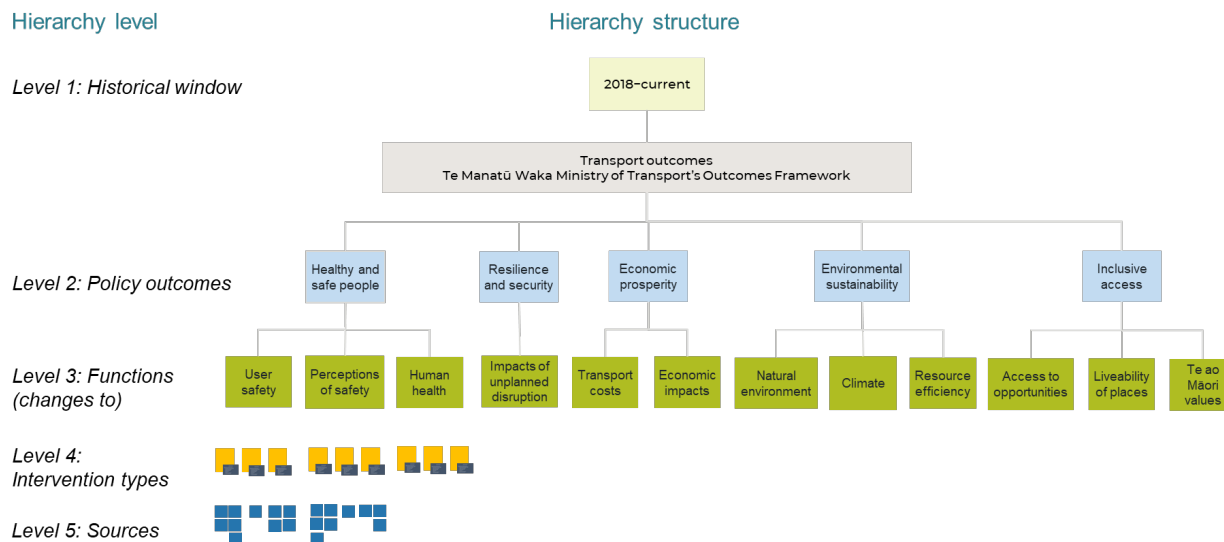 Hierarchy level
Hierarchy structure
Level 1: Historical window
2018–current
Transport outcomes
Te Manatū Waka Ministry of Transport's Outcomes Framework
Level 2: Policy outcomes
Healthy and
safe people
Resilience
and security
Economic
prosperity
Environmental
sustainability
Inclusive
access
Level 3: Functions
(changes to)
User
safety
Perceptions
of safety
Human
health
Impacts of
unplanned
disruption
Transport
costs
Economic
impacts
Natural
environment
Climate
Resource
efficiency
Access to
opportunities
Liveability
of places
Te ao
Māori
values
Level 4:
Intervention types
Level 5: Sources